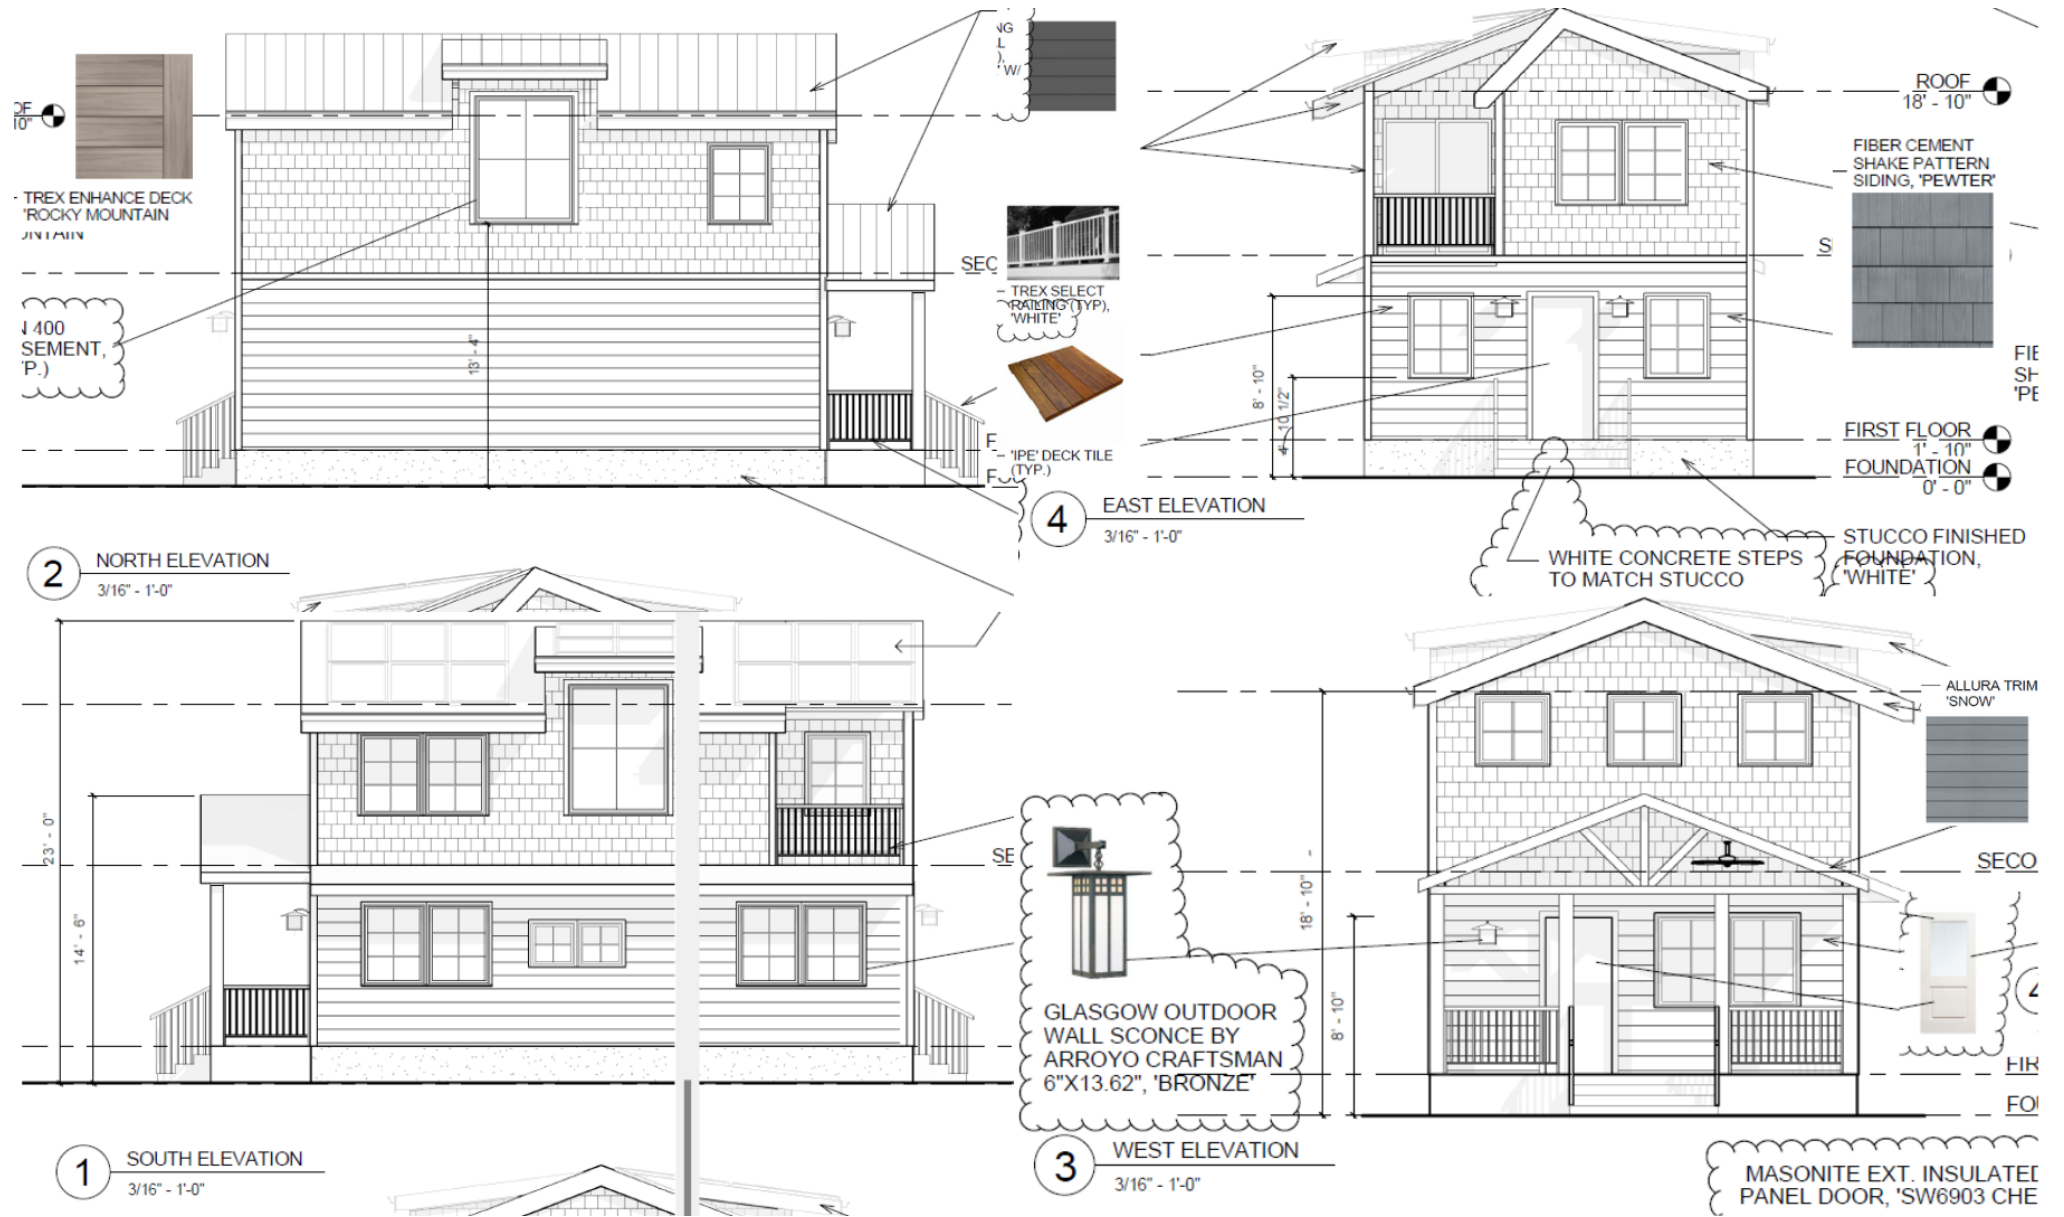 TREX ENHANCE DECK
'ROCKY MOUNTAIN
400
'WHITE'
W/
13' - 4"
2
NORTH ELEVATION
3/16" - 1'-0"
TREX SELECT
RAILING (TYP),
'WHITE'
'IPE' DECK TILE
(TYP.)
ROOF
18' - 10"
FIBER CEMENT
SHAKE PATTERN
SIDING, 'PEWTER'
8' - 10"
4' - 10 1/2"
FIRST FLOOR
1' - 10"
FOUNDATION
0' - 0"
4
EAST ELEVATION
3/16" - 1'-0"
WHITE CONCRETE STEPS
TO MATCH STUCCO
STUCCO FINISHED
FOUNDATION,
'WHITE'
23' - 0"
14' - 6"
1
SOUTH ELEVATION
3/16" - 1'-0"
GLASGOW OUTDOOR
WALL SCONCE BY
ARROYO CRAFTSMAN
6"X13.62", 'BRONZE'
18' - 10"
8' - 10"
ALLURA TRIM
'SNOW'
3
WEST ELEVATION
3/16" - 1'-0"
MASONITE EXT. INSULATED
PANEL DOOR, 'SW6903 CHE